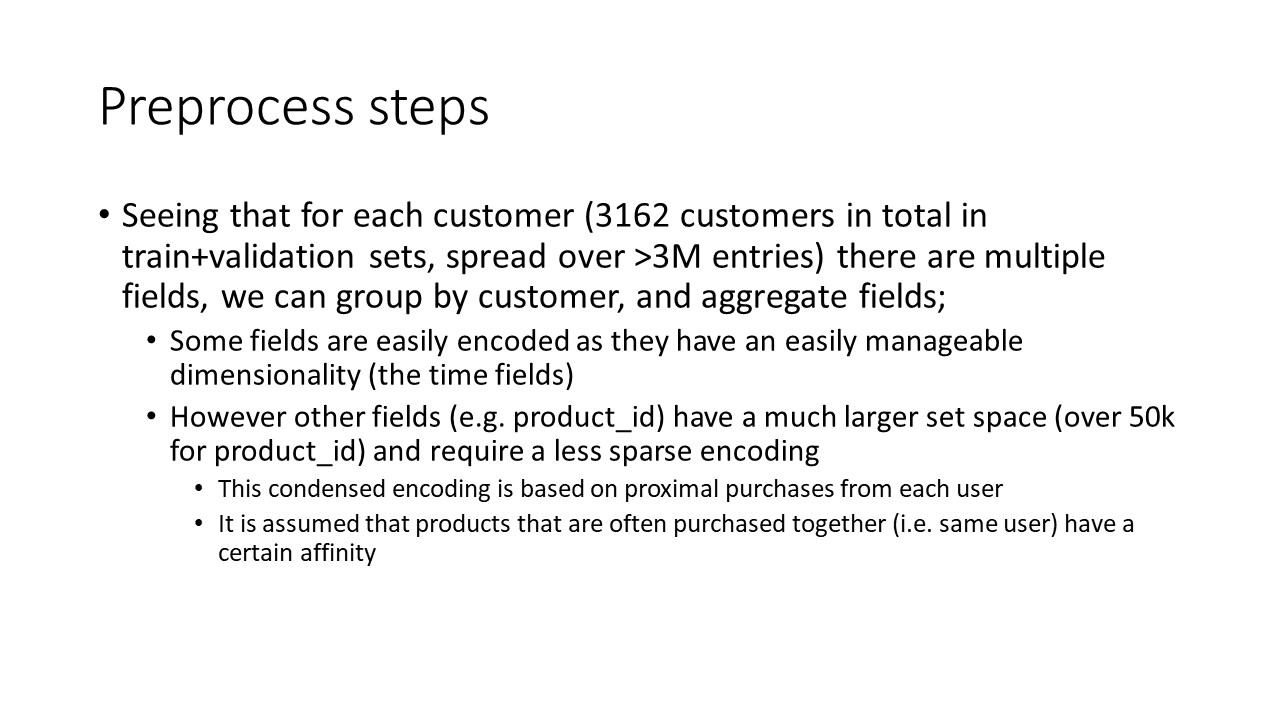 Preprocess steps
• Seeing that for each customer (3162 customers in total in
train+validation sets, spread over >3M entries) there are multiple
fields, we can group by customer, and aggregate fields;
• Some fields are easily encoded as they have an easily manageable
dimensionality (the time fields)
• However other fields (e.g. product_id) have a much larger set space (over 50k
for product_id) and require a less sparse encoding
• This condensed encoding is based on proximal purchases from each user
• It is assumed that products that are often purchased together (i.e. same user) have a
certain affinity